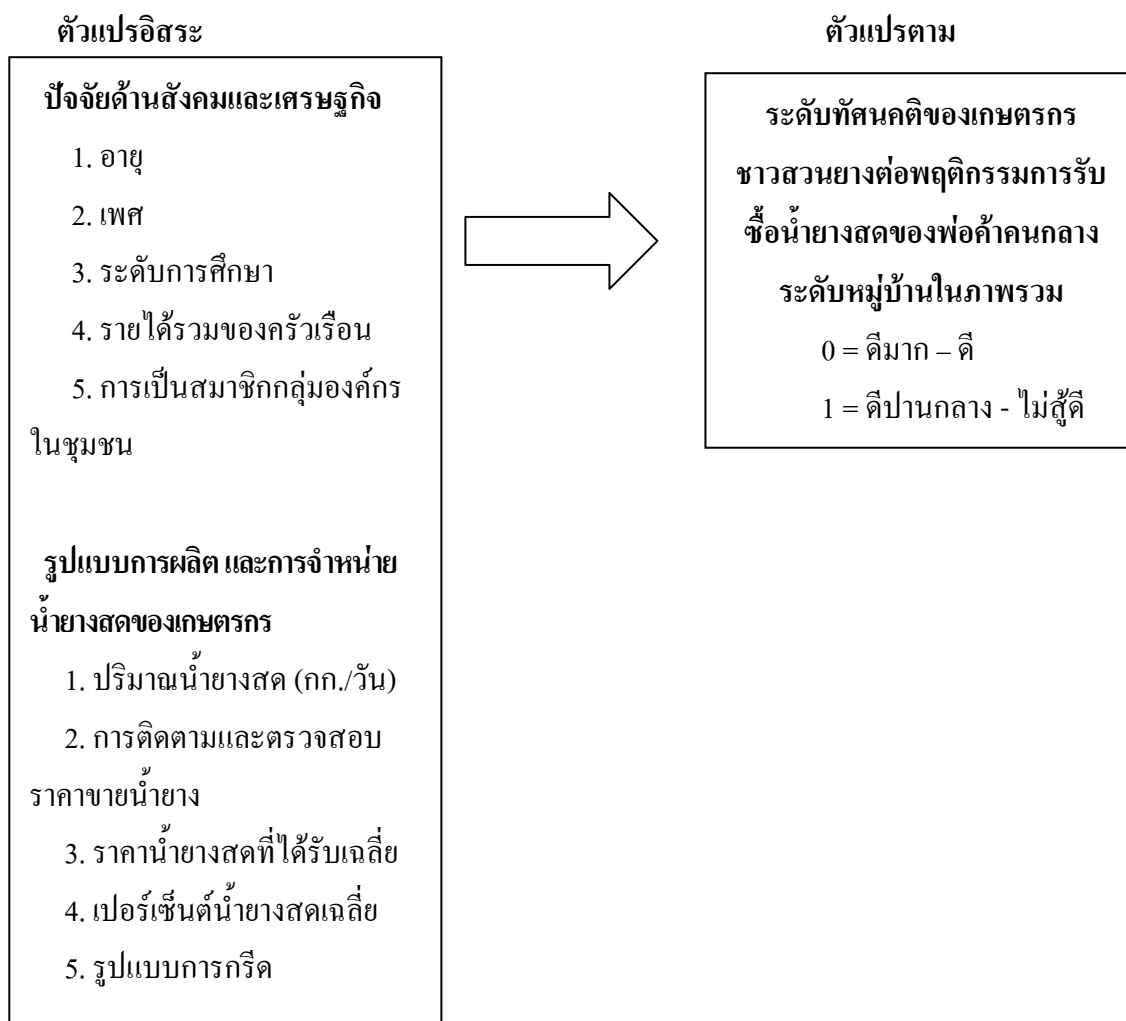 ตัวแปรอิสระ
ปัจจัยด้านสังคมและเศรษฐกิจ
1. อายุ
2. เพศ
3. ระดับการศึกษา
4. รายได้รวมของครัวเรือน
5. การเป็นสมาชิกกลุ่มองค์กร
ในชุมชน
รูปแบบการผลิต และการจำหน่าย
น้ำยางสดของเกษตรกร
1. ปริมาณน้ำยางสด (กก./วัน)
2. การติดตามและตรวจสอบ
ราคาขายน้ำยาง
3. ราคาน้ำยางสดที่ได้รับเฉลี่ย
4. เปอร์เซ็นต์น้ำยางสดเฉลี่ย
5. รูปแบบการกรีด
ตัวแปรตาม
ระดับทัศนคติของเกษตรกร
ชาวสวนยางต่อพฤติกรรมการรับ
ซื้อน้ำยางสดของพ่อค้าคนกลาง
ระดับหมู่บ้านในภาพรวม
0 = ดีมาก – ดี
1 = ดีปานกลาง - ไม่สู้ดี